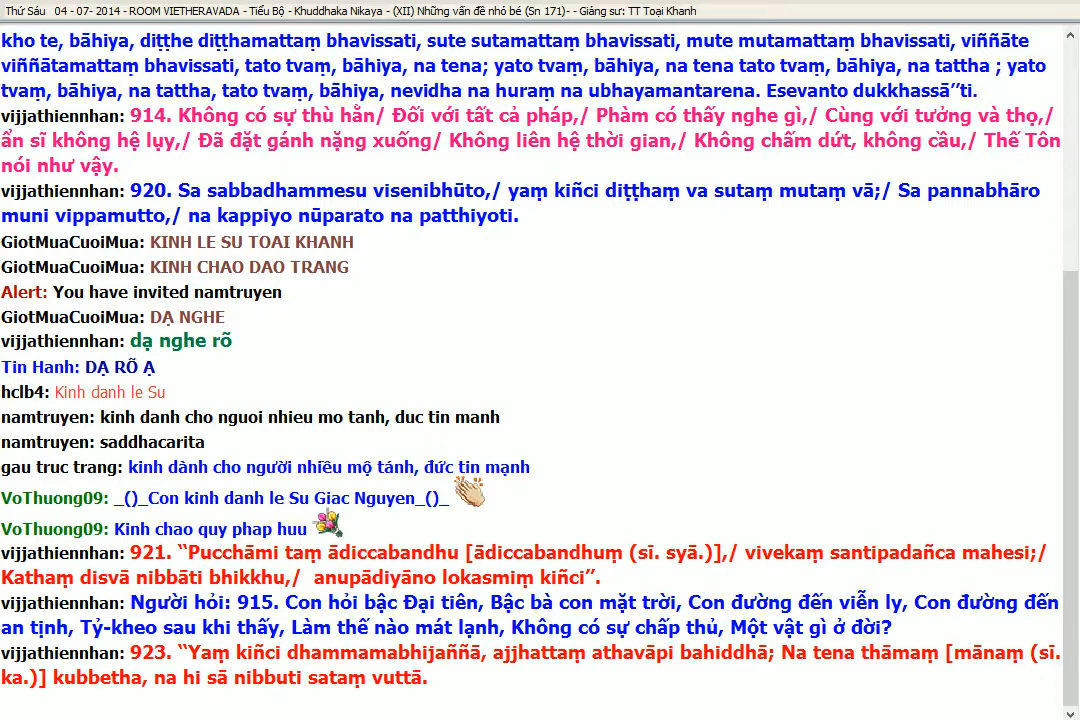 Thứ Sáu 04 - 07- 2014 - ROOM VIETHERAVADA - Tiểu Bộ - Khuddhaka Nikaya - (XII) Những vấn đề nhỏ bé (Sn 171)- - Giảng sư: TT Toại Khanh
kho te, bāhiya, diṭṭhe diṭṭhamattaṃ bhavissati, sute sutamattaṃ bhavissati, mute mutamattaṃ bhavissati, viññāte
viññātamattaṃ bhavissati, tato tvaṃ, bāhiya, na tena; yato tvaṃ, bāhiya, na tena tato tvaṃ, bāhiya, na tattha ; yato
tvaṃ, bāhiya, na tattha, tato tvaṃ, bāhiya, nevidha na huraṃ na ubhayamantarena. Esevanto dukkhassā’’ti.
vijjathiennhan: 914. Không có sự thù hằn/ Đối với tất cả pháp,/ Phàm có thấy nghe gì,/ Cùng với tưởng và thọ,/
ẩn sĩ không hệ lụy,/ Đã đặt gánh nặng xuống/ Không liên hệ thời gian,/ Không chấm dứt, không cầu,/ Thế Tôn
nói như vậy.
vijjathiennhan: 920. Sa sabbadhammesu visenibhūto,/ yaṃ kiñci diṭṭhaṃ va sutaṃ mutaṃ vā;/ Sa pannabhāro
muni vippamutto,/ na kappiyo nūparato na patthiyoti.
GiotMuaCuoiMua: KINH LE SU TOAI KHANH
GiotMuaCuoiMua: KINH CHAO DAO TRANG
Alert: You have invited namtruyen
GiotMuaCuoiMua: DẠ NGHE
vijjathiennhan: dạ nghe rõ
Tin Hanh: DẠ RÕ Ạ
hclb4: Kinh danh le Su
namtruyen: kinh danh cho nguoi nhieu mo tanh, duc tin manh
namtruyen: saddhacarita
gau truc trang: kinh dành cho người nhiều mộ tánh, đức tin mạnh
VoThuong09: _()_Con kinh danh le Su Giac Nguyen_()_
VoThuong09: Kinh chao quy phap huu
vijjathiennhan: 921. ‘‘Pucchāmi taṃ ādiccabandhu [ādiccabandhuṃ (sī. syā.)],/ vivekaṃ santipadañca mahesi;/
Kathaṃ disvā nibbāti bhikkhu,/ anupādiyāno lokasmiṃ kiñci’’.
vijjathiennhan: Người hỏi: 915. Con hỏi bậc Đại tiên, Bậc bà con mặt trời, Con đường đến viễn ly, Con đường đến
an tịnh, Tỷ-kheo sau khi thấy, Làm thế nào mát lạnh, Không có sự chấp thủ, Một vật gì ở đời?
vijjathiennhan: 923. ‘‘Yaṃ kiñci dhammamabhijaññā, ajjhattaṃ athavāpi bahiddhā; Na tena thāmaṃ [mānaṃ (sī.
ka.)] kubbetha, na hi sā nibbuti sataṃ vuttā.